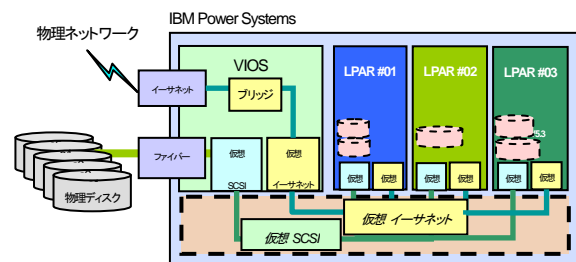 IBM Power Systems
物理ネットワーク
VIOS
LPAR #01
LPAR #02
LPAR #03
イーサネット
ブリッジ
5.3
ファイバー
仮想
SCSI
仮想
イーサネット
仮想
仮想
仮想
仮想
仮想
仮想
物理ディスク
仮想 イーサネット
仮想 SCSI